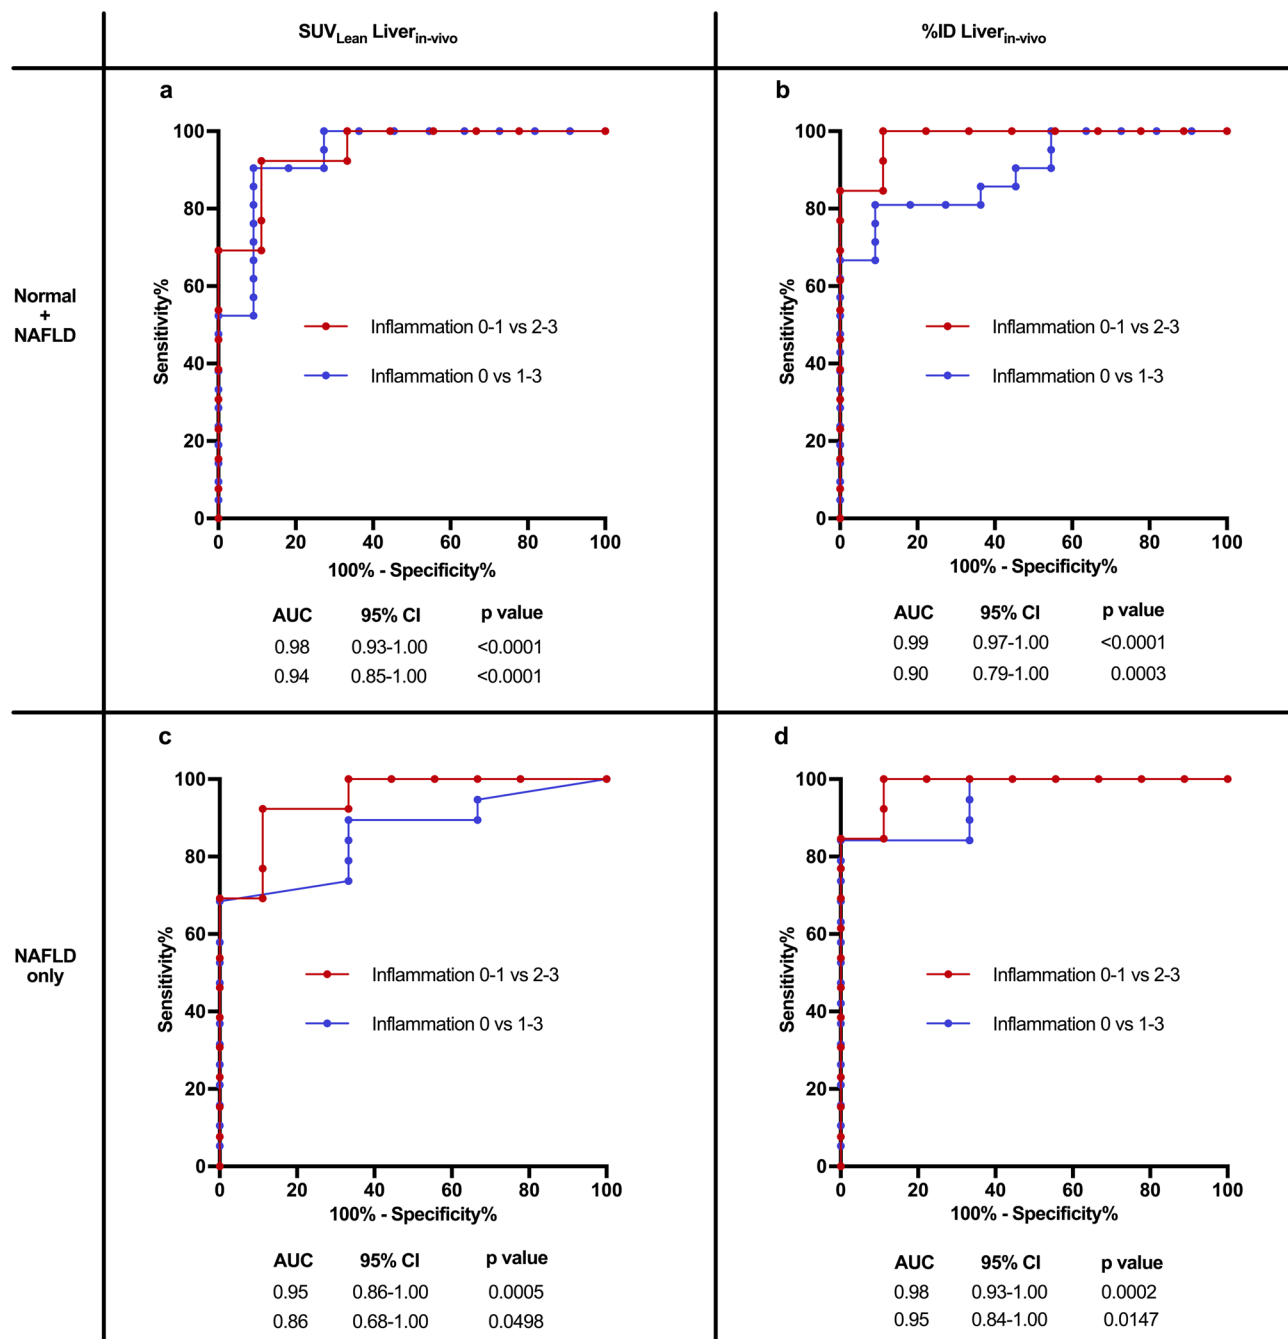 SUVLean Liverin-vivo
%ID Liverin-vivo
Normal
+
NAFLD
a
100
80
60
40
20
0
Sensitivity%
Inflammation 0-1 vs 2-3
Inflammation 0 vs 1-3
0 20 40 60 80 100
100% - Specificity%
AUC 95% CI p value
0.98 0.93-1.00 <0.0001
0.94 0.85-1.00 <0.0001
b
100
80
60
40
20
0
Sensitivity%
Inflammation 0-1 vs 2-3
Inflammation 0 vs 1-3
0 20 40 60 80 100
100% - Specificity%
AUC 95% CI p value
0.99 0.97-1.00 <0.0001
0.90 0.79-1.00 0.0003
NAFLD
only
c
100
80
60
40
20
0
Sensitivity%
Inflammation 0-1 vs 2-3
Inflammation 0 vs 1-3
0 20 40 60 80 100
100% - Specificity%
AUC 95% CI p value
0.95 0.86-1.00 0.0005
0.86 0.68-1.00 0.0498
d
100
80
60
40
20
0
Sensitivity%
Inflammation 0-1 vs 2-3
Inflammation 0 vs 1-3
0 20 40 60 80 100
100% - Specificity%
AUC 95% CI p value
0.98 0.93-1.00 0.0002
0.95 0.84-1.00 0.0147